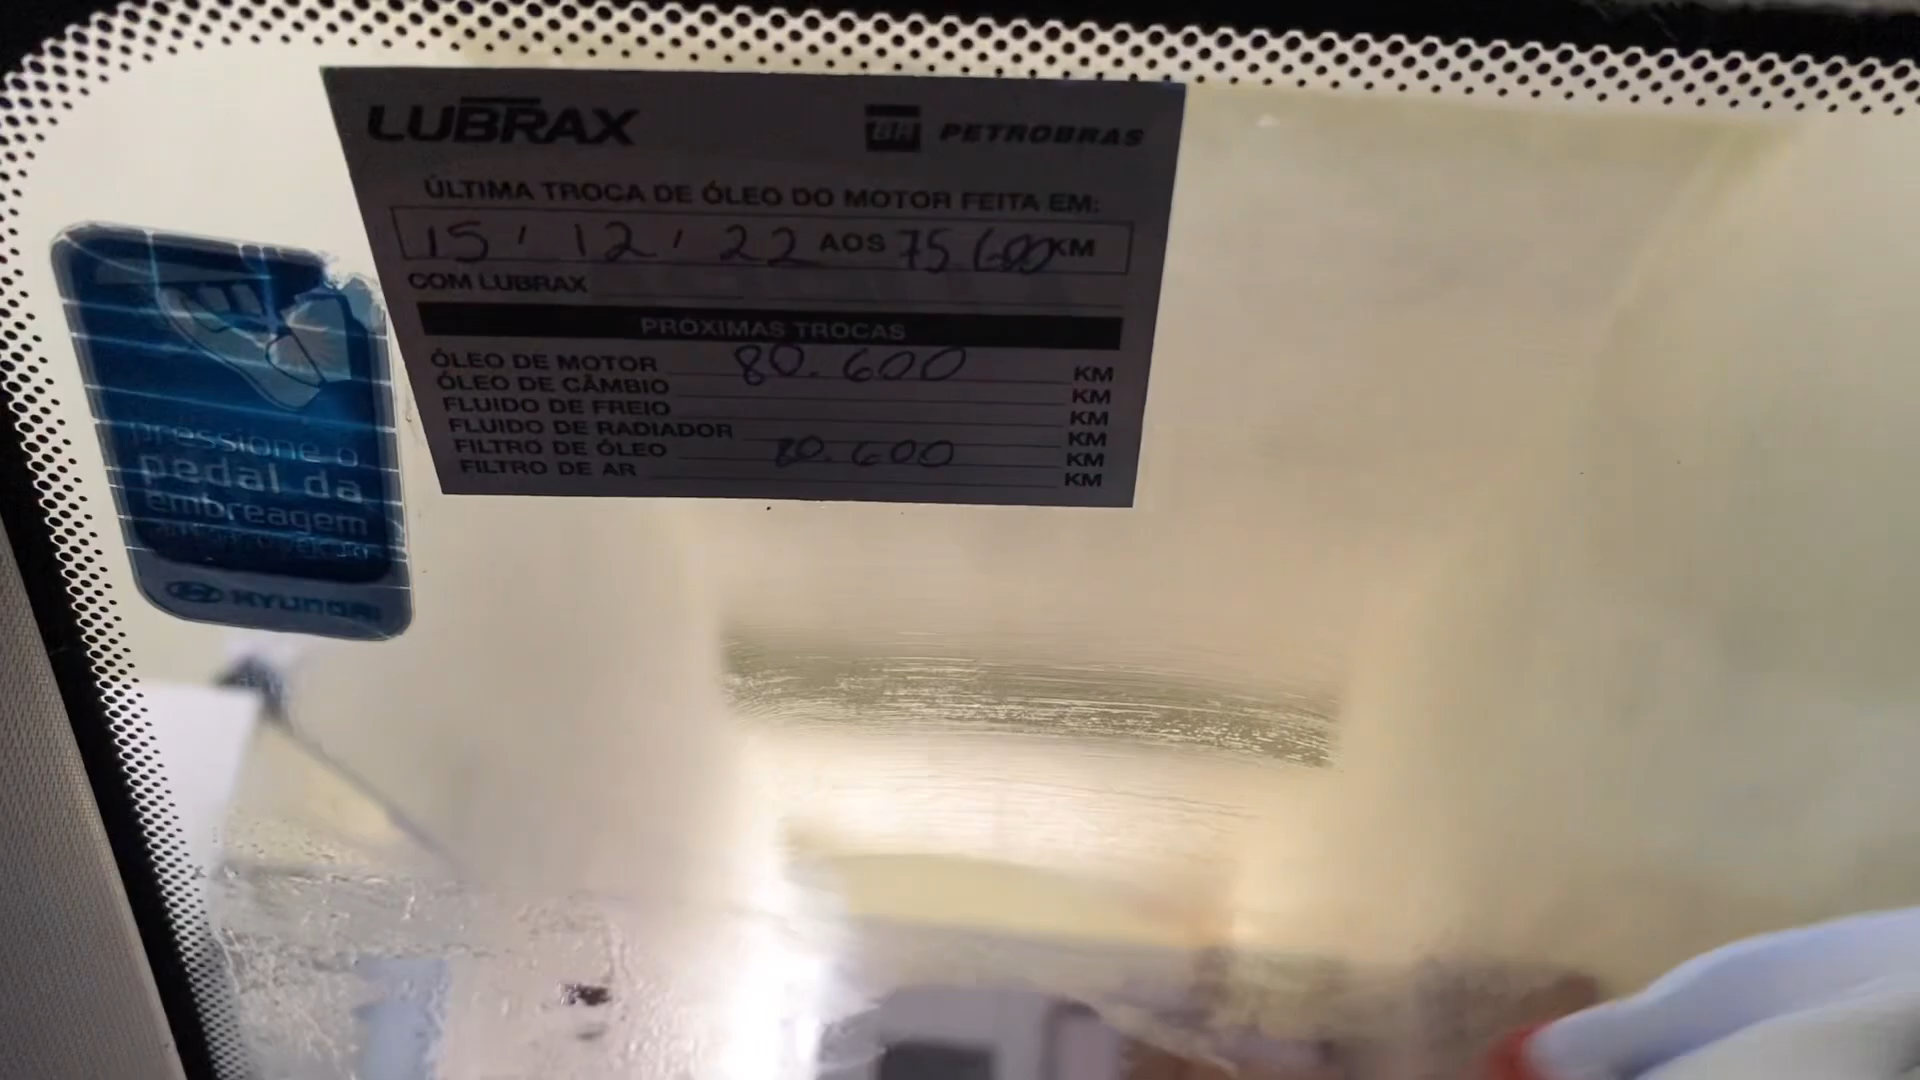 LUBRAX BR PETROBRAS
ÚLTIMA TROCA DE ÓLEO DO MOTOR FEITA EM:
15 / 12 / 22 AOS 75 600 KM
COM LUBRAX
PRÓXIMAS TROCAS
ÓLEO DE MOTOR 80.600 KM
ÓLEO DE CÂMBIO KM
FLUIDO DE FREIO KM
FLUIDO DE RADIADOR KM
FILTRO DE ÓLEO 80.600 KM
FILTRO DE AR KM
pressione o
pedal da
embreagem
HYUNDAI